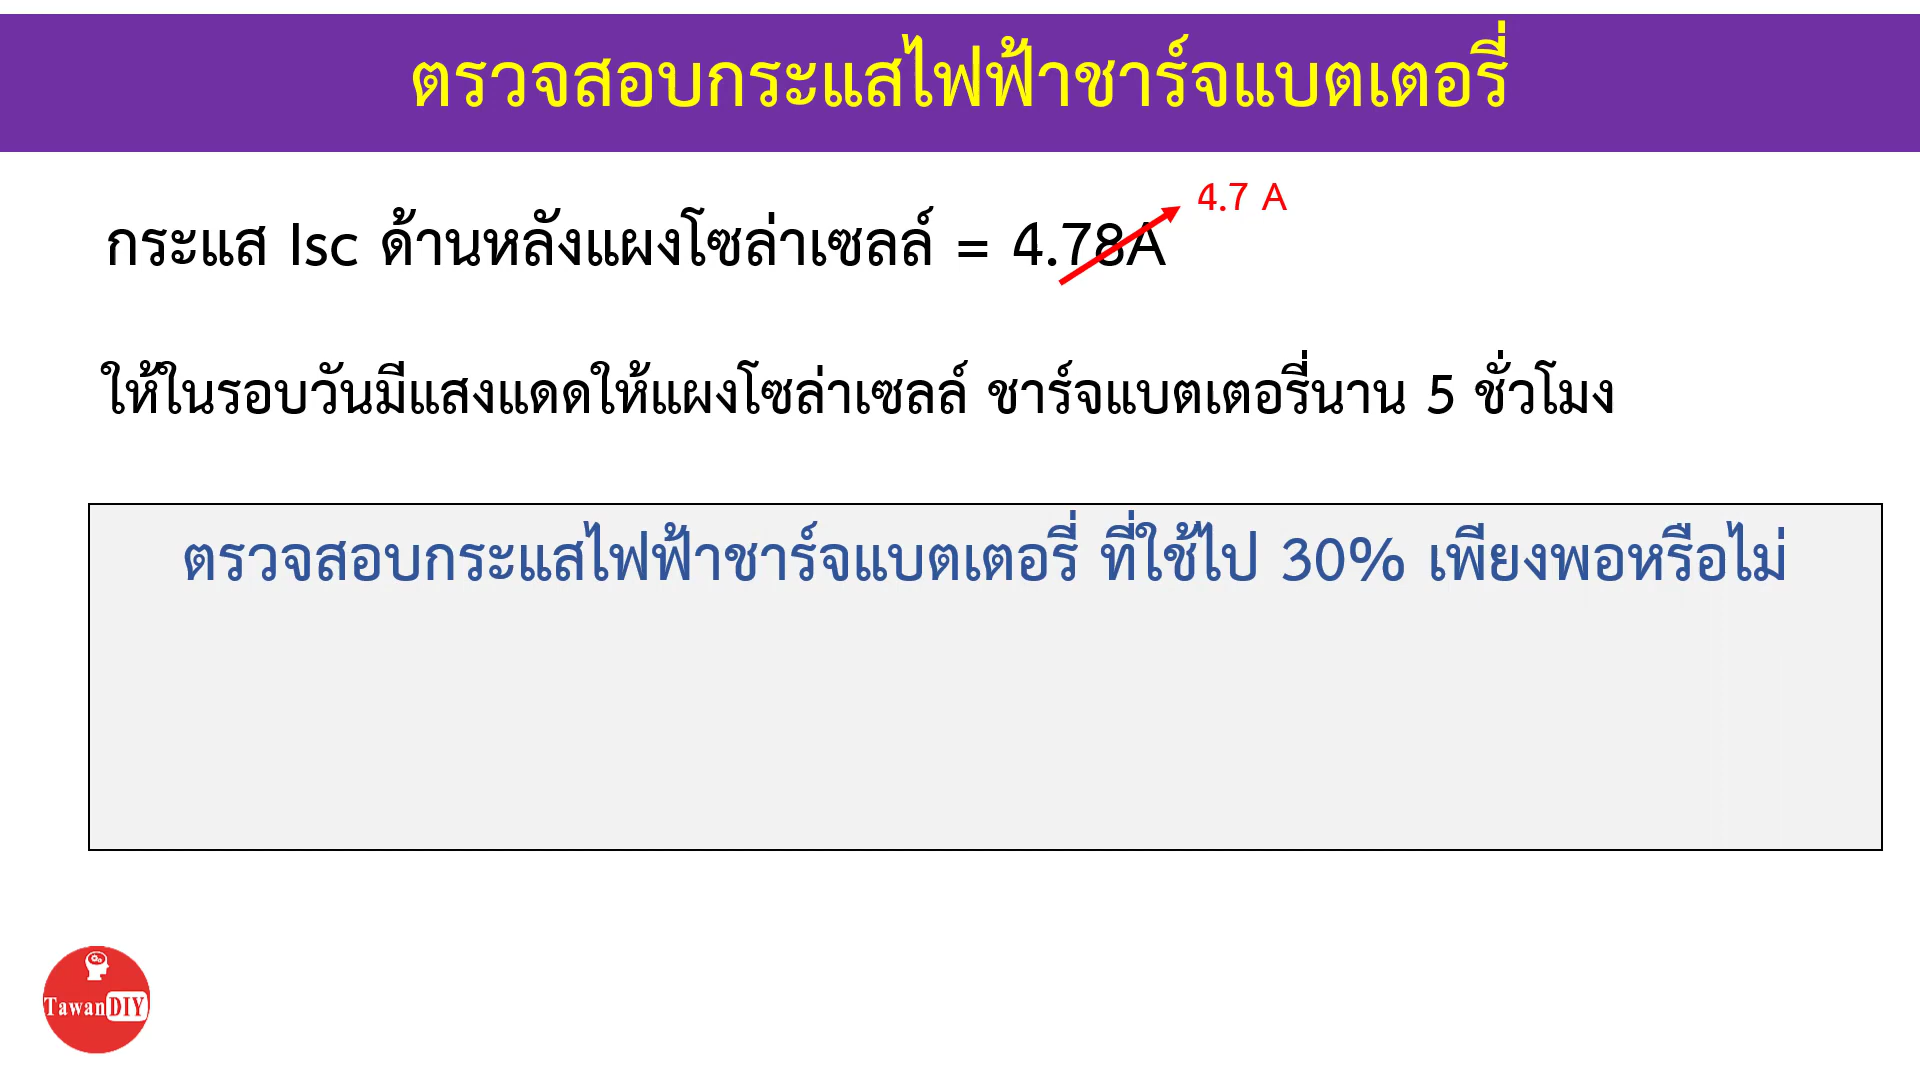 ตรวจสอบกระแสไฟฟ้าชาร์จแบตเตอรี่
4.7 A
กระแส Isc ด้านหลังแผงโซล่าเซลล์ = 4.78A
ให้ในรอบวันมีแสงแดดให้แผงโซล่าเซลล์ ชาร์จแบตเตอรี่นาน 5 ชั่วโมง
ตรวจสอบกระแสไฟฟ้าชาร์จแบตเตอรี่ ที่ใช้ไป 30% เพียงพอหรือไม่
TawanDIY